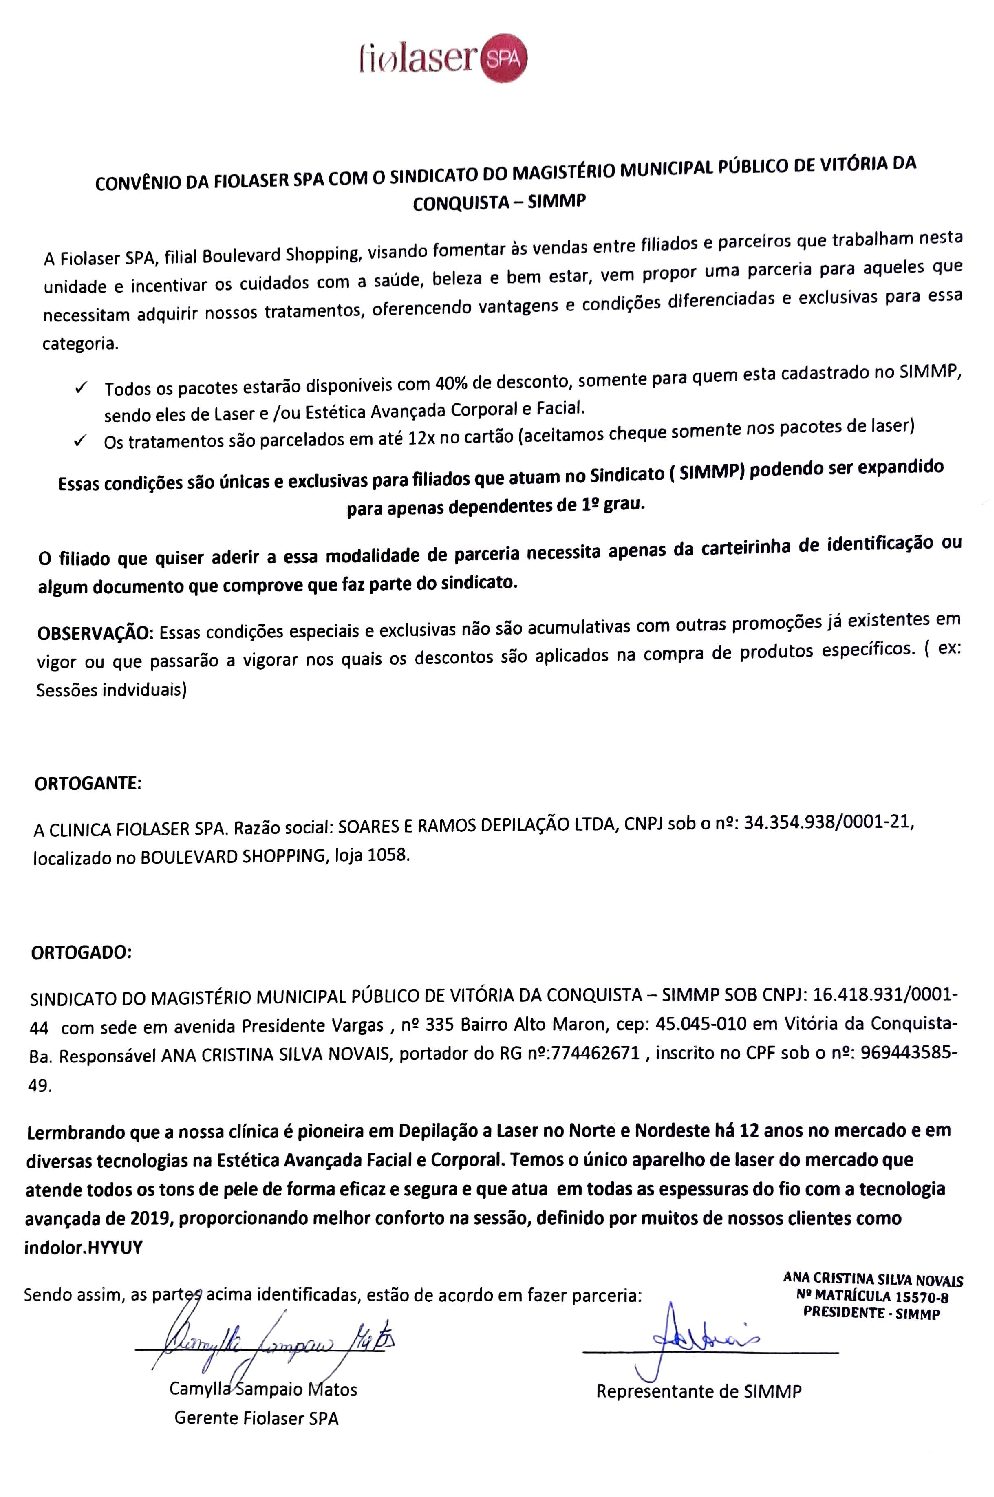 fiolaser SPA
CONVÊNIO DA FIOLASER SPA COM O SINDICATO DO MAGISTÉRIO MUNICIPAL PÚBLICO DE VITÓRIA DA
CONQUISTA – SIMMP
A Fiolaser SPA, filial Boulevard Shopping, visando fomentar às vendas entre filiados e parceiros que trabalham nesta
unidade e incentivar os cuidados com a saúde, beleza e bem estar, vem propor uma parceria para aqueles que
necessitam adquirir nossos tratamentos, oferencendo vantagens e condições diferenciadas e exclusivas para essa
categoria.
✓ Todos os pacotes estarão disponíveis com 40% de desconto, somente para quem esta cadastrado no SIMMP,
sendo eles de Laser e /ou Estética Avançada Corporal e Facial.
✓ Os tratamentos são parcelados em até 12x no cartão (aceitamos cheque somente nos pacotes de laser)
Essas condições são únicas e exclusivas para filiados que atuam no Sindicato ( SIMMP) podendo ser expandido
para apenas dependentes de 1º grau.
O filiado que quiser aderir a essa modalidade de parceria necessita apenas da carteirinha de identificação ou
algum documento que comprove que faz parte do sindicato.
OBSERVAÇÃO: Essas condições especiais e exclusivas não são acumulativas com outras promoções já existentes em
vigor ou que passarão a vigorar nos quais os descontos são aplicados na compra de produtos específicos. ( ex:
Sessões indviduais)
ORTOGANTE:
A CLINICA FIOLASER SPA. Razão social: SOARES E RAMOS DEPILAÇÃO LTDA, CNPJ sob o nº: 34.354.938/0001-21,
localizado no BOULEVARD SHOPPING, loja 1058.
ORTOGADO:
SINDICATO DO MAGISTÉRIO MUNICIPAL PÚBLICO DE VITÓRIA DA CONQUISTA – SIMMP SOB CNPJ: 16.418.931/0001-
44 com sede em avenida Presidente Vargas , nº 335 Bairro Alto Maron, cep: 45.045-010 em Vitória da Conquista-
Ba. Responsável ANA CRISTINA SILVA NOVAIS, portador do RG nº:774462671 , inscrito no CPF sob o nº: 969443585-
49.
Lermbrando que a nossa clínica é pioneira em Depilação a Laser no Norte e Nordeste há 12 anos no mercado e em
diversas tecnologias na Estética Avançada Facial e Corporal. Temos o único aparelho de laser do mercado que
atende todos os tons de pele de forma eficaz e segura e que atua em todas as espessuras do fio com a tecnologia
avançada de 2019, proporcionando melhor conforto na sessão, definido por muitos de nossos clientes como
indolor.HYYUY
Sendo assim, as partes acima identificadas, estão de acordo em fazer parceria:
ANA CRISTINA SILVA NOVAIS
Nº MATRÍCULA 15570-8
PRESIDENTE - SIMMP
Camylla Sampaio Matos
Camylla Sampaio Matos
Gerente Fiolaser SPA
Representante de SIMMP